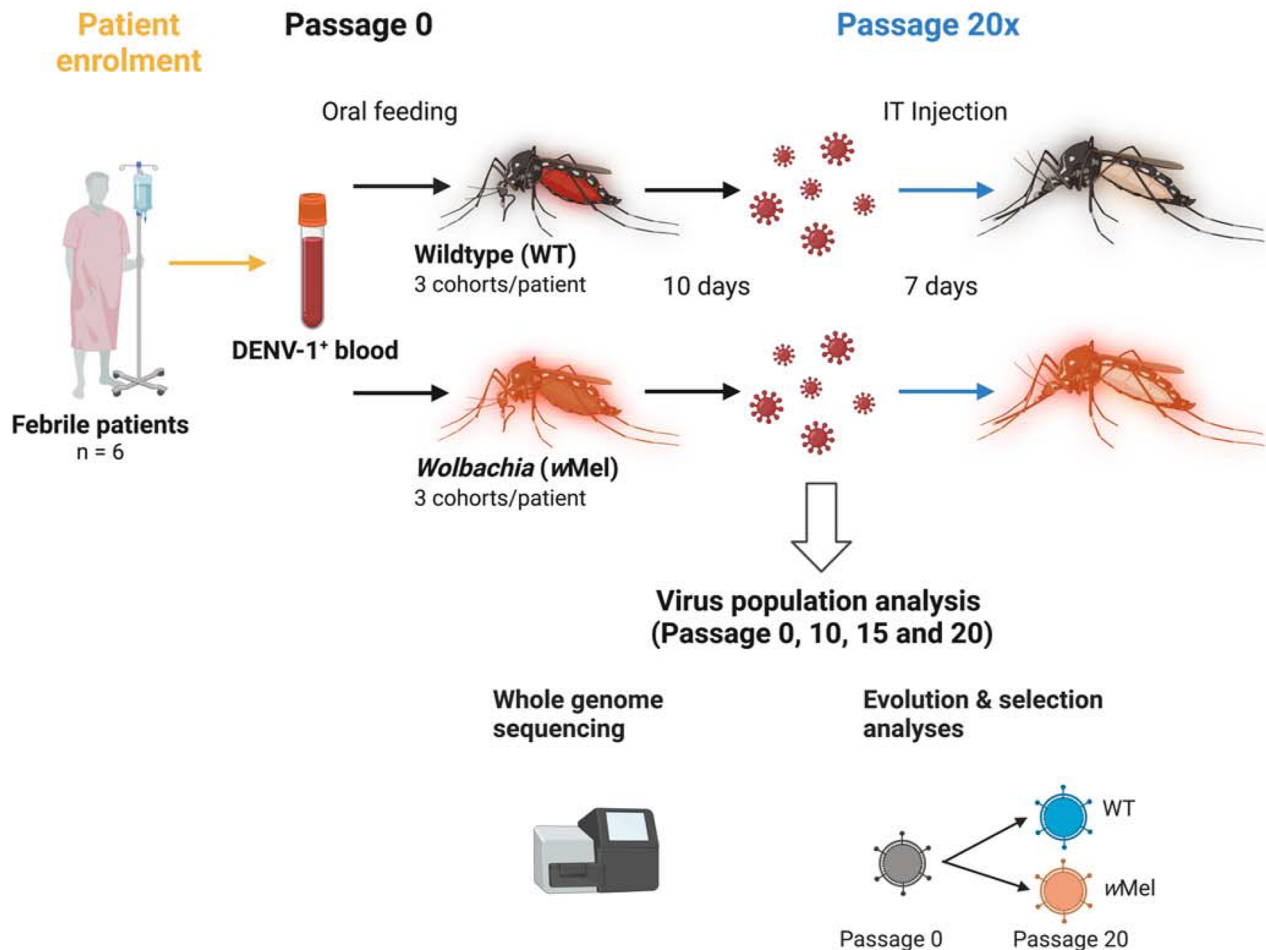 Patient
enrolment
Passage 0
Passage 20x
Oral feeding
IT Injection
Wildtype (WT)
3 cohorts/patient
10 days
7 days
DENV-1⁺ blood
Febrile patients
n = 6
Wolbachia (wMel)
3 cohorts/patient
Virus population analysis
(Passage 0, 10, 15 and 20)
Whole genome
sequencing
Evolution & selection
analyses
WT
wMel
Passage 0
Passage 20